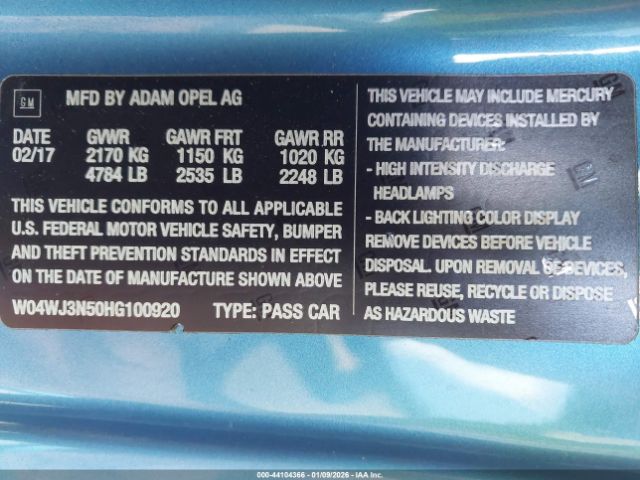 GM
MFD BY ADAM OPEL AG
DATE GVWR GAWR FRT GAWR RR
02/17 2170 KG 1150 KG 1020 KG
4784 LB 2535 LB 2248 LB
THIS VEHICLE CONFORMS TO ALL APPLICABLE
U.S. FEDERAL MOTOR VEHICLE SAFETY, BUMPER
AND THEFT PREVENTION STANDARDS IN EFFECT
ON THE DATE OF MANUFACTURE SHOWN ABOVE
W04WJ3N50HG100920 TYPE: PASS CAR
THIS VEHICLE MAY INCLUDE MERCURY
CONTAINING DEVICES INSTALLED BY
THE MANUFACTURER:
- HIGH INTENSITY DISCHARGE
HEADLAMPS
- BACK LIGHTING COLOR DISPLAY
REMOVE DEVICES BEFORE VEHICLE
DISPOSAL. UPON REMOVAL OF DEVICES,
PLEASE REUSE, RECYCLE OR DISPOSE
AS HAZARDOUS WASTE
000-44104366 - 01/09/2026 - IAA Corp.